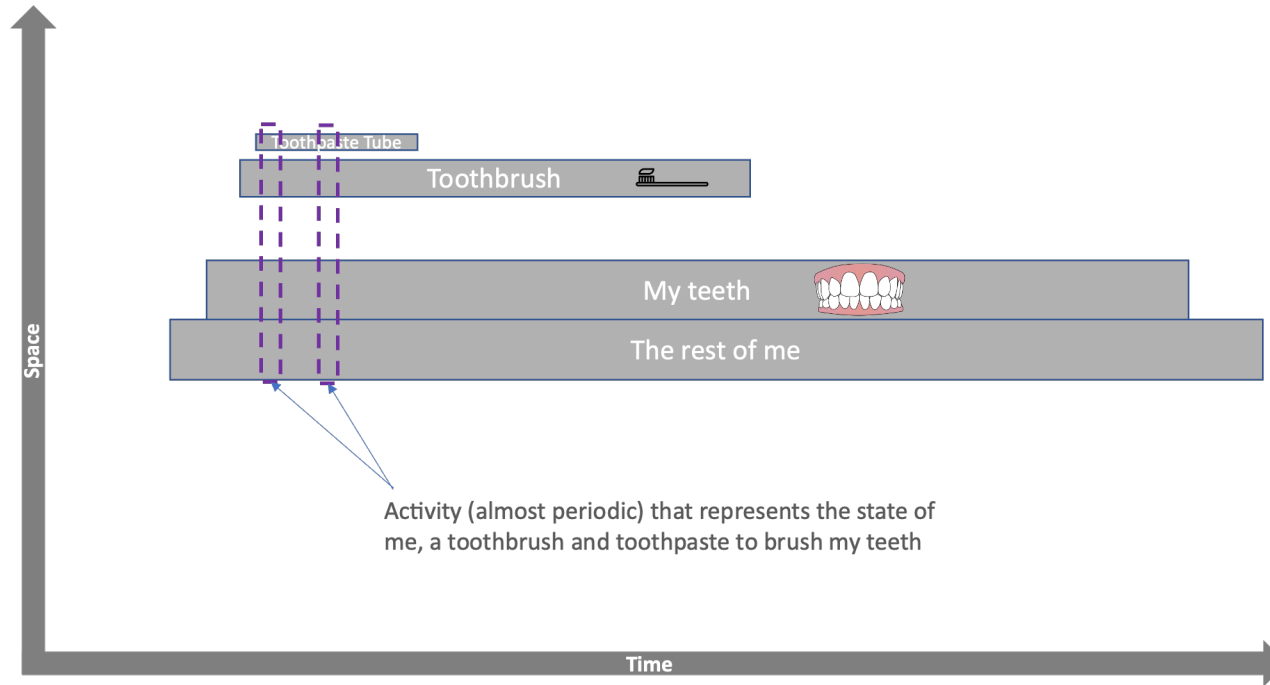 Toothpaste Tube
Toothbrush
My teeth
The rest of me
Space
Activity (almost periodic) that represents the state of
me, a toothbrush and toothpaste to brush my teeth
Time